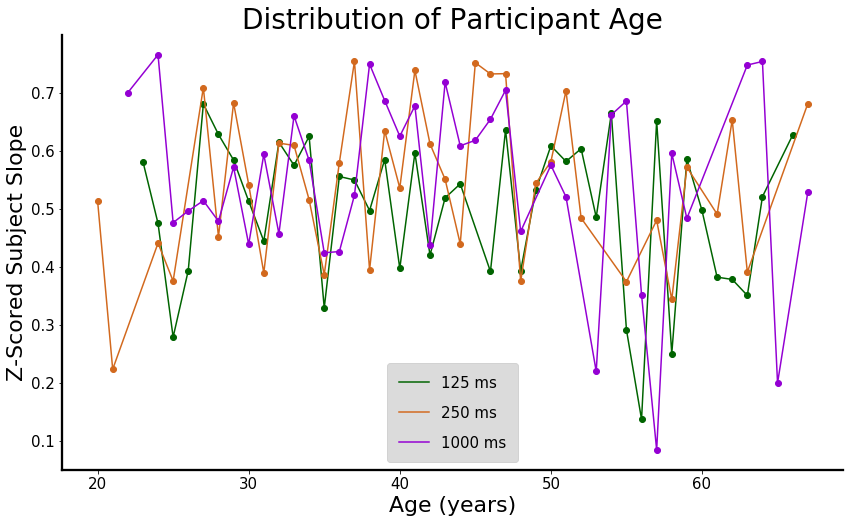 Distribution of Participant Age
Z-Scored Subject Slope
0.7
0.6
0.5
0.4
0.3
0.2
0.1
125 ms
250 ms
1000 ms
20 30 40 50 60
Age (years)